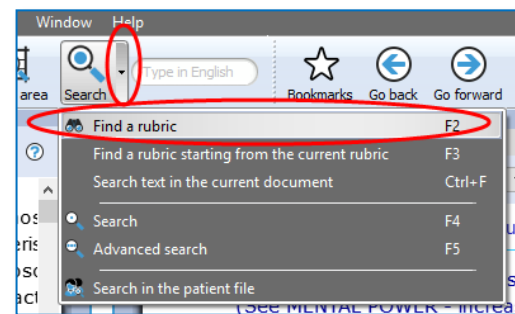 Window Help
area Search Type in English Bookmarks Go back Go forward
Find a rubric F2
Find a rubric starting from the current rubric F3
Search text in the current document Ctrl+F
Search F4
Advanced search F5
Search in the patient file
(See MENTAL POWER - increa